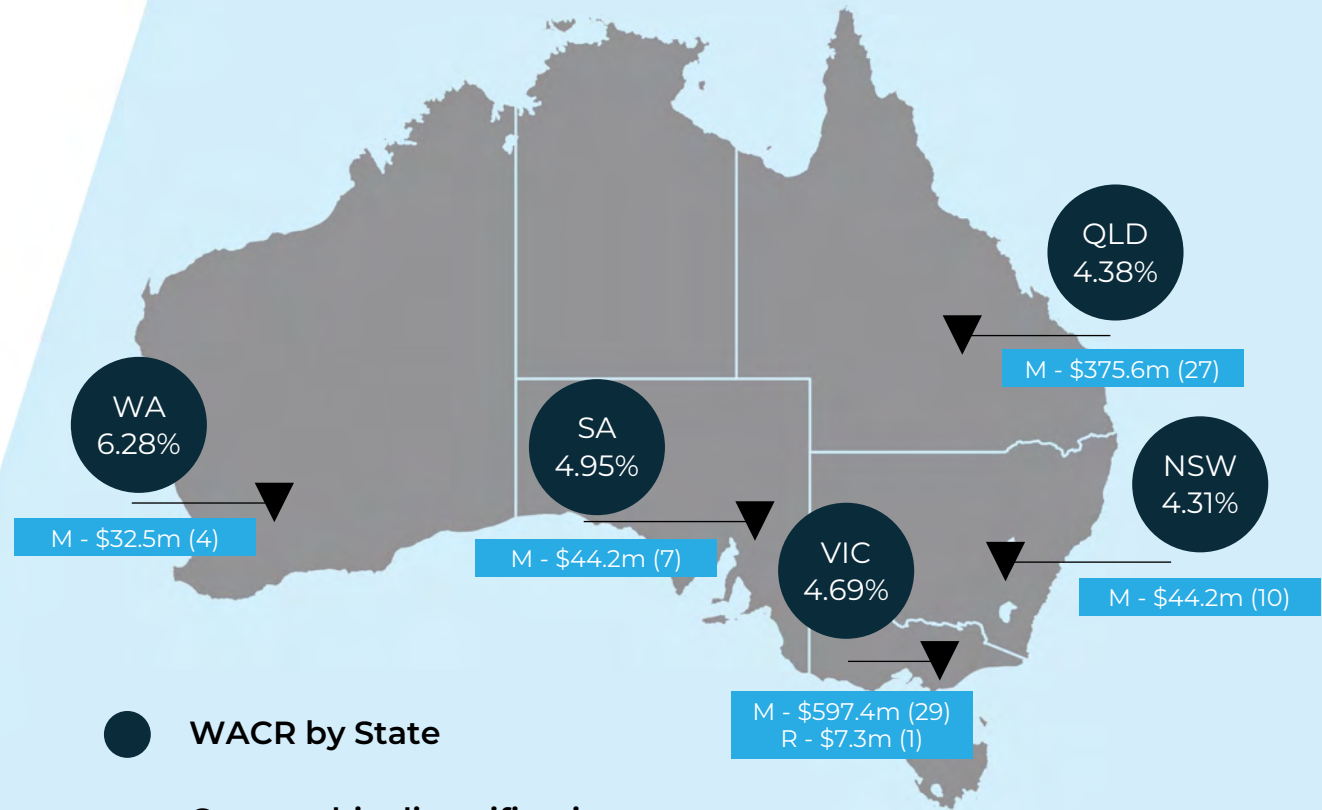 QLD
4.38%
M - $375.6m (27)
WA
6.28%
M - $32.5m (4)
SA
4.95%
M - $44.2m (7)
NSW
4.31%
M - $44.2m (10)
VIC
4.69%
M - $597.4m (29)
R - $7.3m (1)
WACR by State